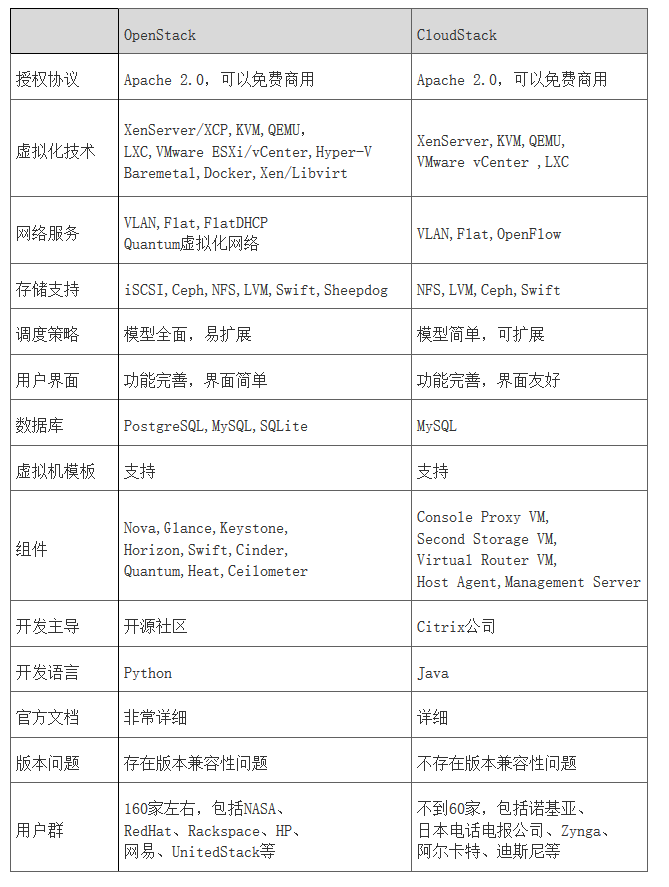 OpenStack
CloudStack
授权协议
Apache 2.0，可以免费商用
Apache 2.0，可以免费商用
虚拟化技术
XenServer/XCP,KVM,QEMU，
LXC,VMware ESXi/vCenter,Hyper-V
Baremetal,Docker,Xen/Libvirt
XenServer,KVM,QEMU,
VMware vCenter ,LXC
网络服务
VLAN,Flat,FlatDHCP
Quantum虚拟化网络
VLAN,Flat,OpenFlow
存储支持
iSCSI,Ceph,NFS,LVM,Swift,Sheepdog
NFS,LVM,Ceph,Swift
调度策略
模型全面，易扩展
模型简单，可扩展
用户界面
功能完善，界面简单
功能完善，界面友好
数据库
PostgreSQL,MySQL,SQLite
MySQL
虚拟机模板
支持
支持
组件
Nova,Glance,Keystone,
Horizon,Swift,Cinder,
Quantum,Heat,Ceilometer
Console Proxy VM,
Second Storage VM,
Virtual Router VM,
Host Agent,Management Server
开发主导
开源社区
Citrix公司
开发语言
Python
Java
官方文档
非常详细
详细
版本问题
存在版本兼容性问题
不存在版本兼容性问题
用户群
160家左右，包括NASA、
RedHat、Rackspace、HP、
网易、UnitedStack等
不到60家，包括诺基亚、
日本电话电报公司、Zynga、
阿尔卡特、迪斯尼等